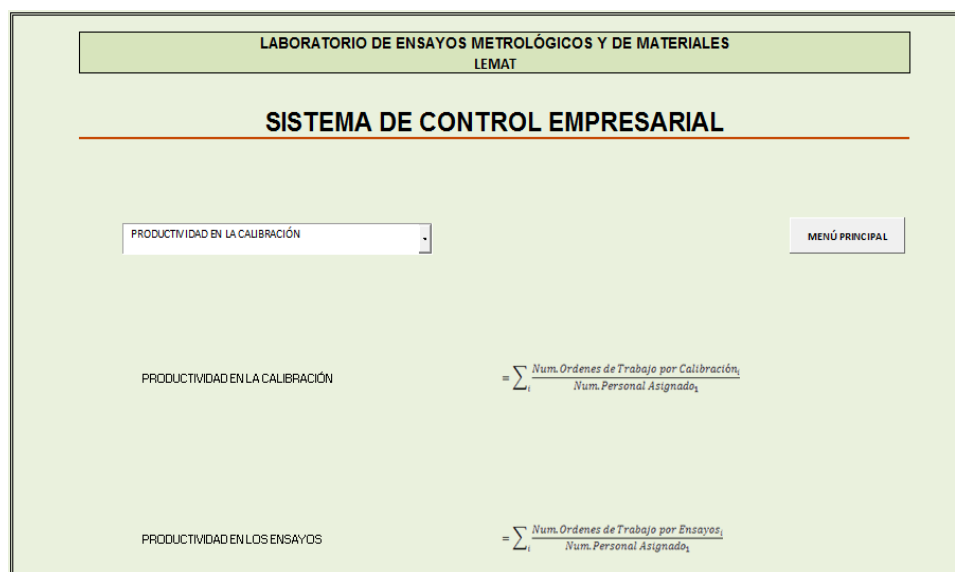 LABORATORIO DE ENSAYOS METROLÓGICOS Y DE MATERIALES
LEMAT
SISTEMA DE CONTROL EMPRESARIAL
PRODUCTIVIDAD EN LA CALIBRACIÓN
MENÚ PRINCIPAL
PRODUCTIVIDAD EN LA CALIBRACIÓN = ∑ᵢ Num. Ordenes de Trabajo por Calibraciónᵢ
Num. Personal Asignado₁
PRODUCTIVIDAD EN LOS ENSAYOS = ∑ᵢ Num. Ordenes de Trabajo por Ensayosᵢ
Num. Personal Asignado₁